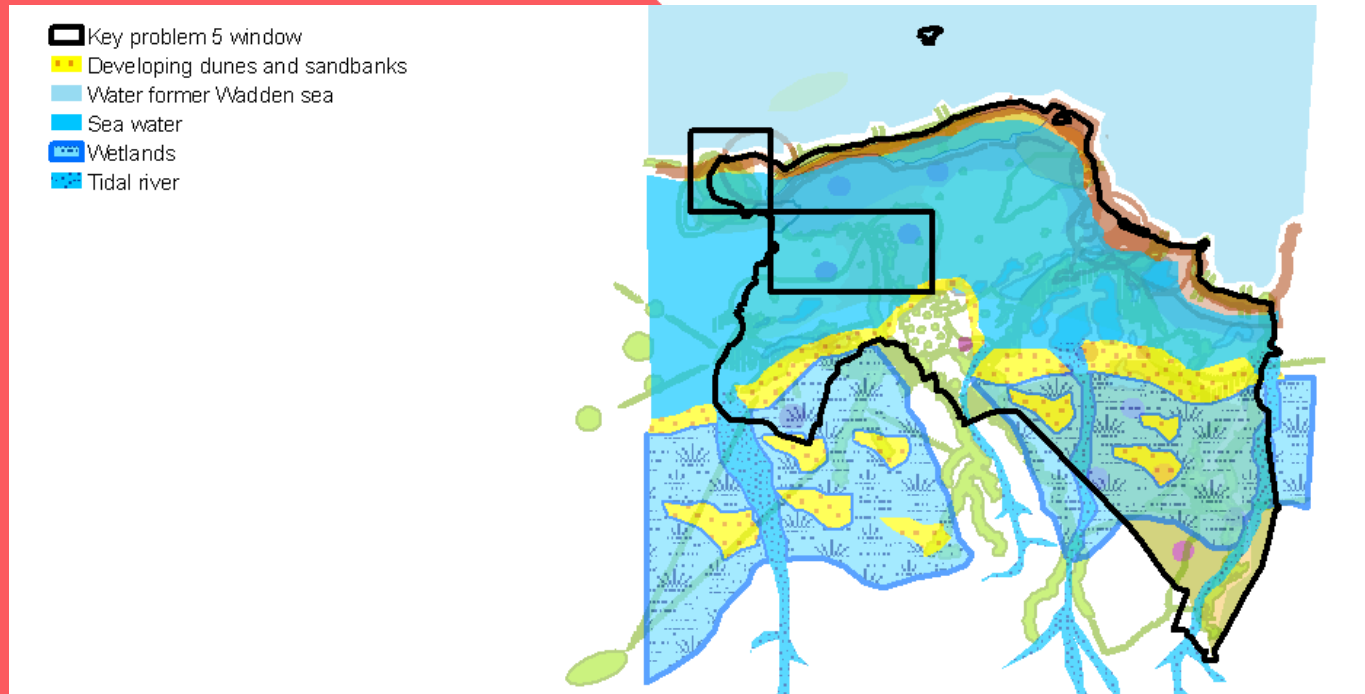 Key problem 5 window
Developing dunes and sandbanks
Water former Wadden sea
Sea water
Wetlands
Tidal river